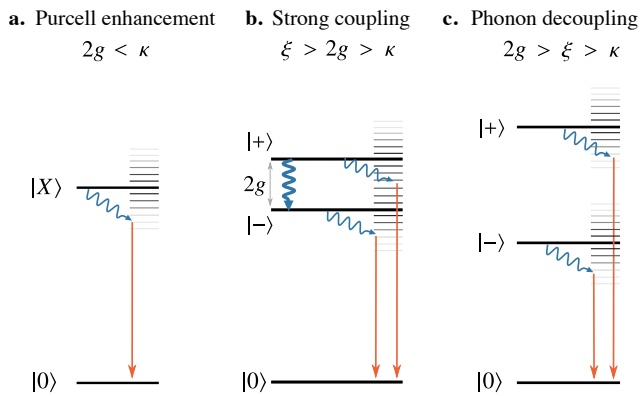 a. Purcell enhancement
2g < κ
|X⟩
|0⟩
b. Strong coupling
ξ > 2g > κ
|+⟩
2g
|−⟩
|0⟩
c. Phonon decoupling
2g > ξ > κ
|+⟩
|−⟩
|0⟩